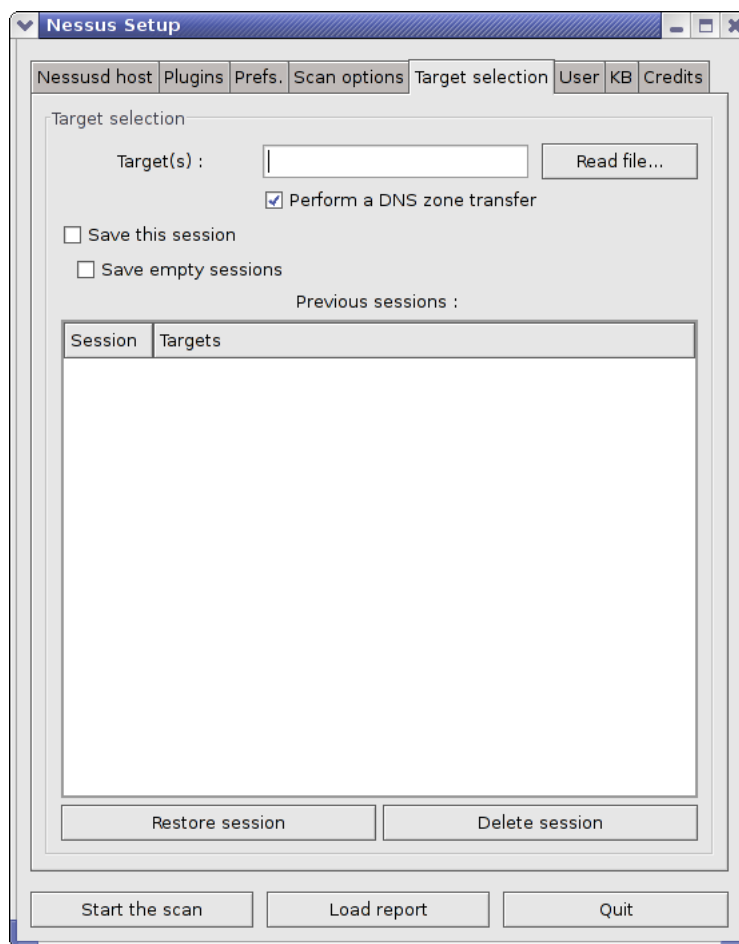 Nessus Setup
Nessusd host Plugins Prefs. Scan options Target selection User KB Credits
Target selection
Target(s) : Read file...
Perform a DNS zone transfer
Save this session
Save empty sessions
Previous sessions :
Session Targets
Restore session Delete session
Start the scan Load report Quit